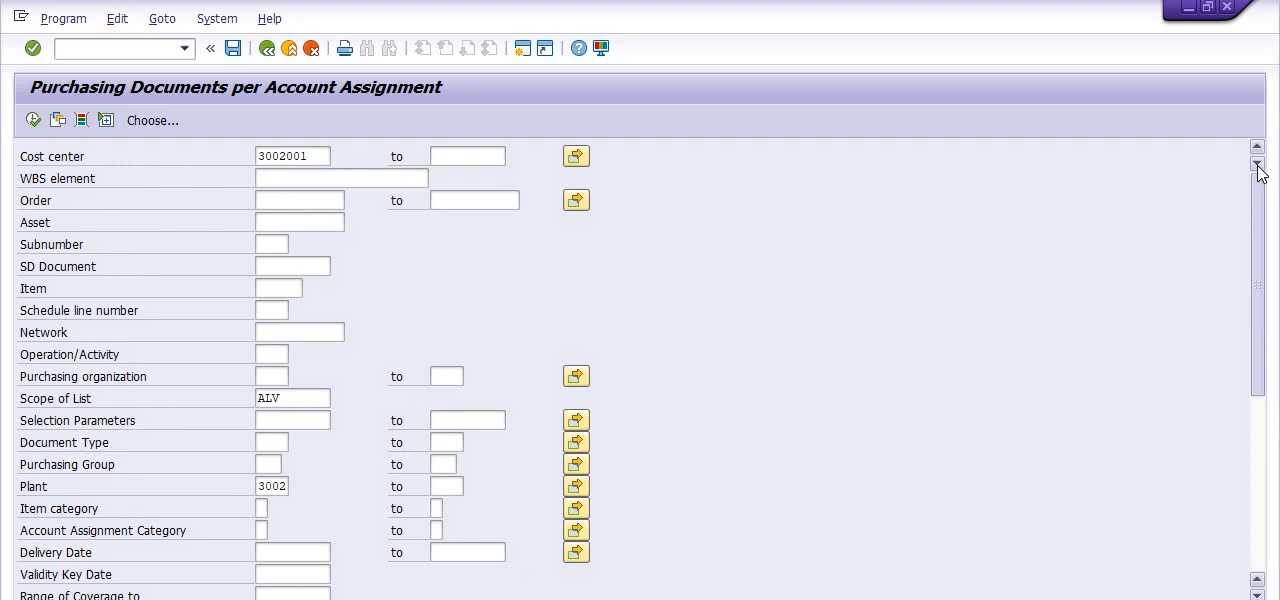 Program Edit Goto System Help
Purchasing Documents per Account Assignment
Choose...
Cost center 3002001 to
WBS element
Order to
Asset
Subnumber
SD Document
Item
Schedule line number
Network
Operation/Activity
Purchasing organization to
Scope of List ALV
Selection Parameters to
Document Type to
Purchasing Group to
Plant 3002 to
Item category to
Account Assignment Category to
Delivery Date to
Validity Key Date
Range of Coverage to